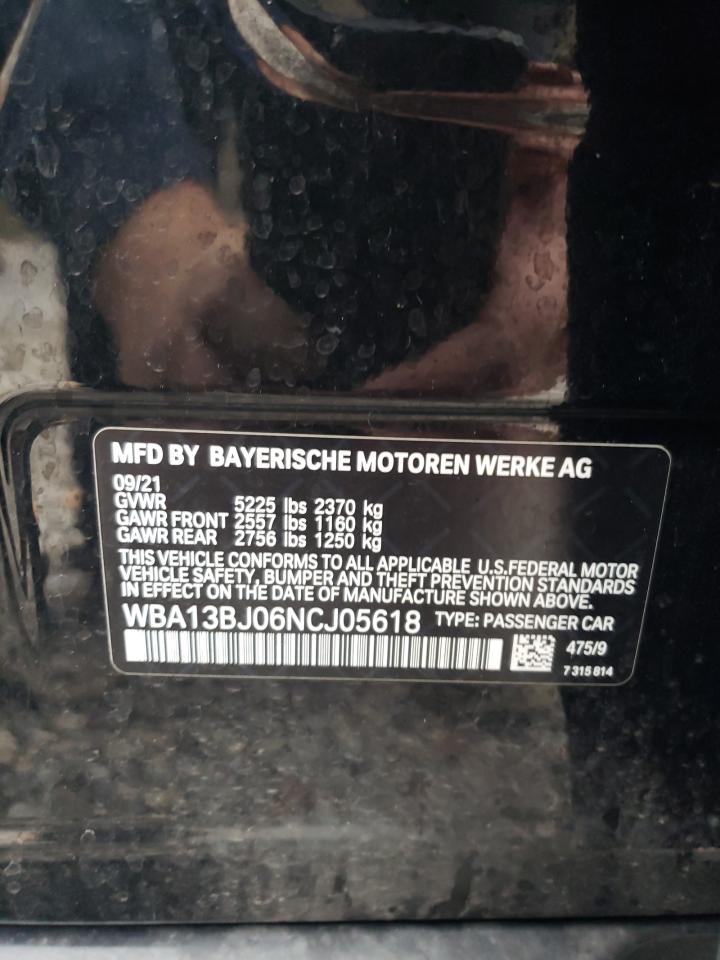 MFD BY BAYERISCHE MOTOREN WERKE AG
09/21
GVWR 5225 lbs 2370 kg
GAWR FRONT 2557 lbs 1160 kg
GAWR REAR 2756 lbs 1250 kg
THIS VEHICLE CONFORMS TO ALL APPLICABLE U.S.FEDERAL MOTOR
VEHICLE SAFETY, BUMPER AND THEFT PREVENTION STANDARDS
IN EFFECT ON THE DATE OF MANUFACTURE SHOWN ABOVE.
WBA13BJ06NCJ05618 TYPE: PASSENGER CAR
475/9
7 315 814